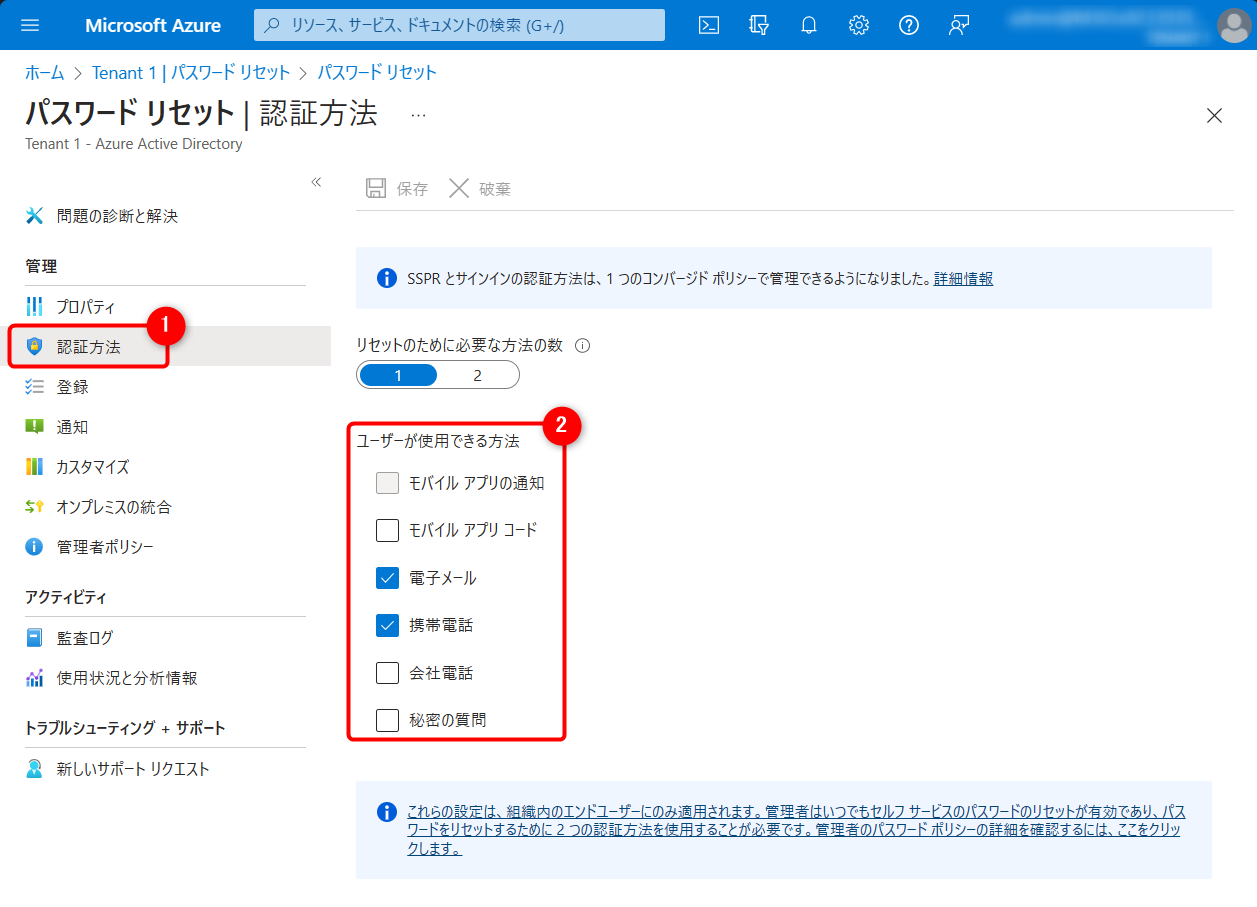 Microsoft Azure
リソース、サービス、ドキュメントの検索 (G+/)
ホーム > Tenant 1 | パスワード リセット > パスワード リセット
パスワード リセット | 認証方法 …
Tenant 1 - Azure Active Directory
«
保存 破棄
問題の診断と解決
管理
プロパティ
1
認証方法
登録
通知
カスタマイズ
オンプレミスの統合
管理者ポリシー
アクティビティ
監査ログ
使用状況と分析情報
トラブルシューティング + サポート
新しいサポート リクエスト
SSPR とサインインの認証方法は、1 つのコンバージド ポリシーで管理できるようになりました。詳細情報
リセットのために必要な方法の数
1 2
2
ユーザーが使用できる方法
モバイル アプリの通知
モバイル アプリ コード
電子メール
携帯電話
会社電話
秘密の質問
これらの設定は、組織内のエンドユーザーにのみ適用されます。管理者はいつでもセルフ サービスのパスワードのリセットが有効であり、パス
ワードをリセットするために 2 つの認証方法を使用することが必要です。管理者のパスワード ポリシーの詳細を確認するには、ここをクリッ
クします。